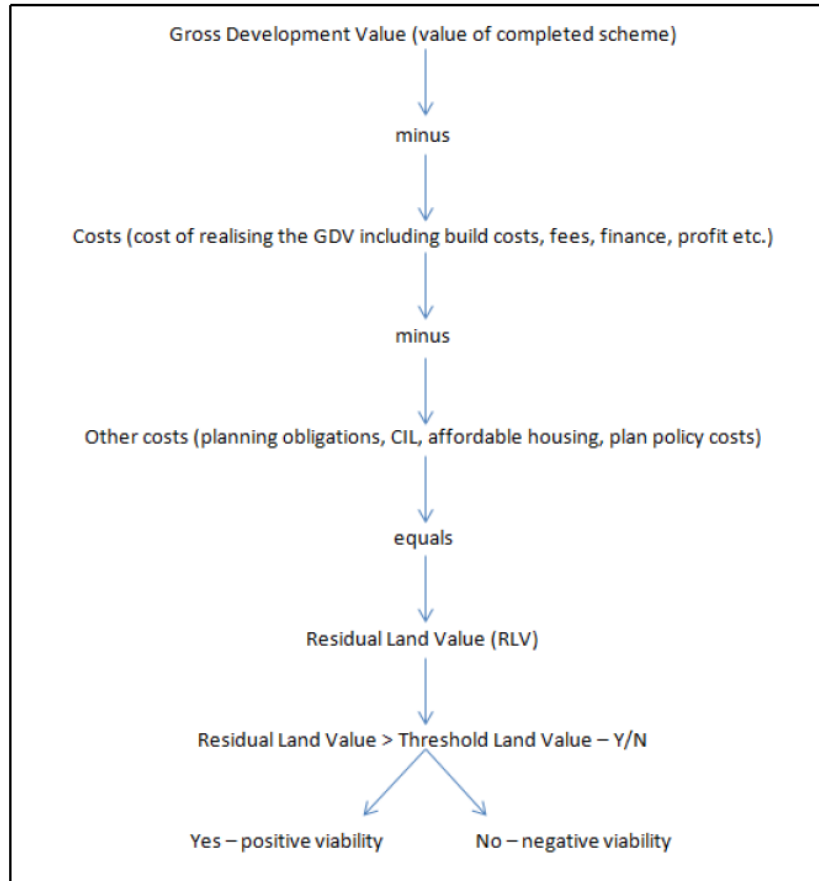 Gross Development Value (value of completed scheme)
minus
Costs (cost of realising the GDV including build costs, fees, finance, profit etc.)
minus
Other costs (planning obligations, CIL, affordable housing, plan policy costs)
equals
Residual Land Value (RLV)
Residual Land Value > Threshold Land Value – Y/N
Yes – positive viability
No – negative viability